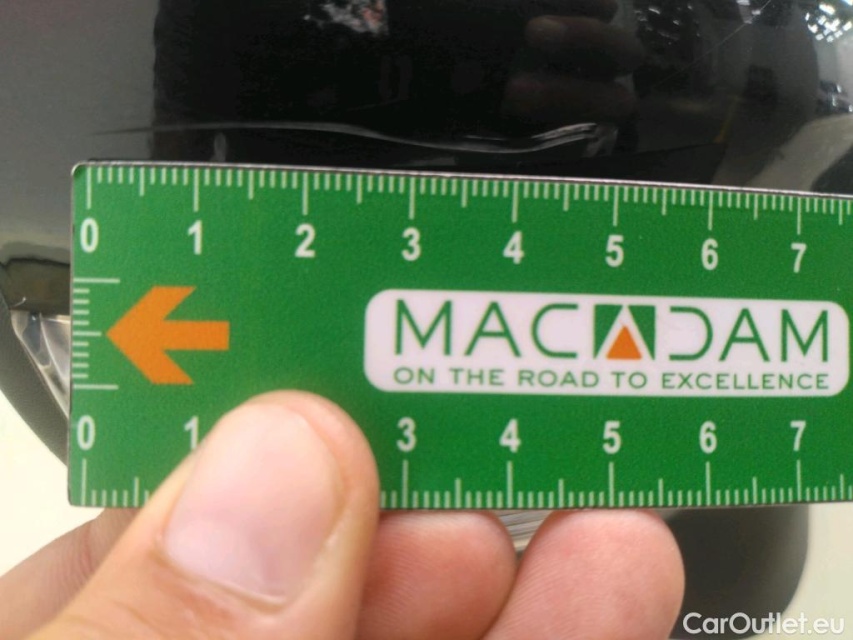 0 1 2 3 4 5 6 7
MACADAM
ON THE ROAD TO EXCELLENCE
0 1 3 4 5 6 7
CarOutlet.eu